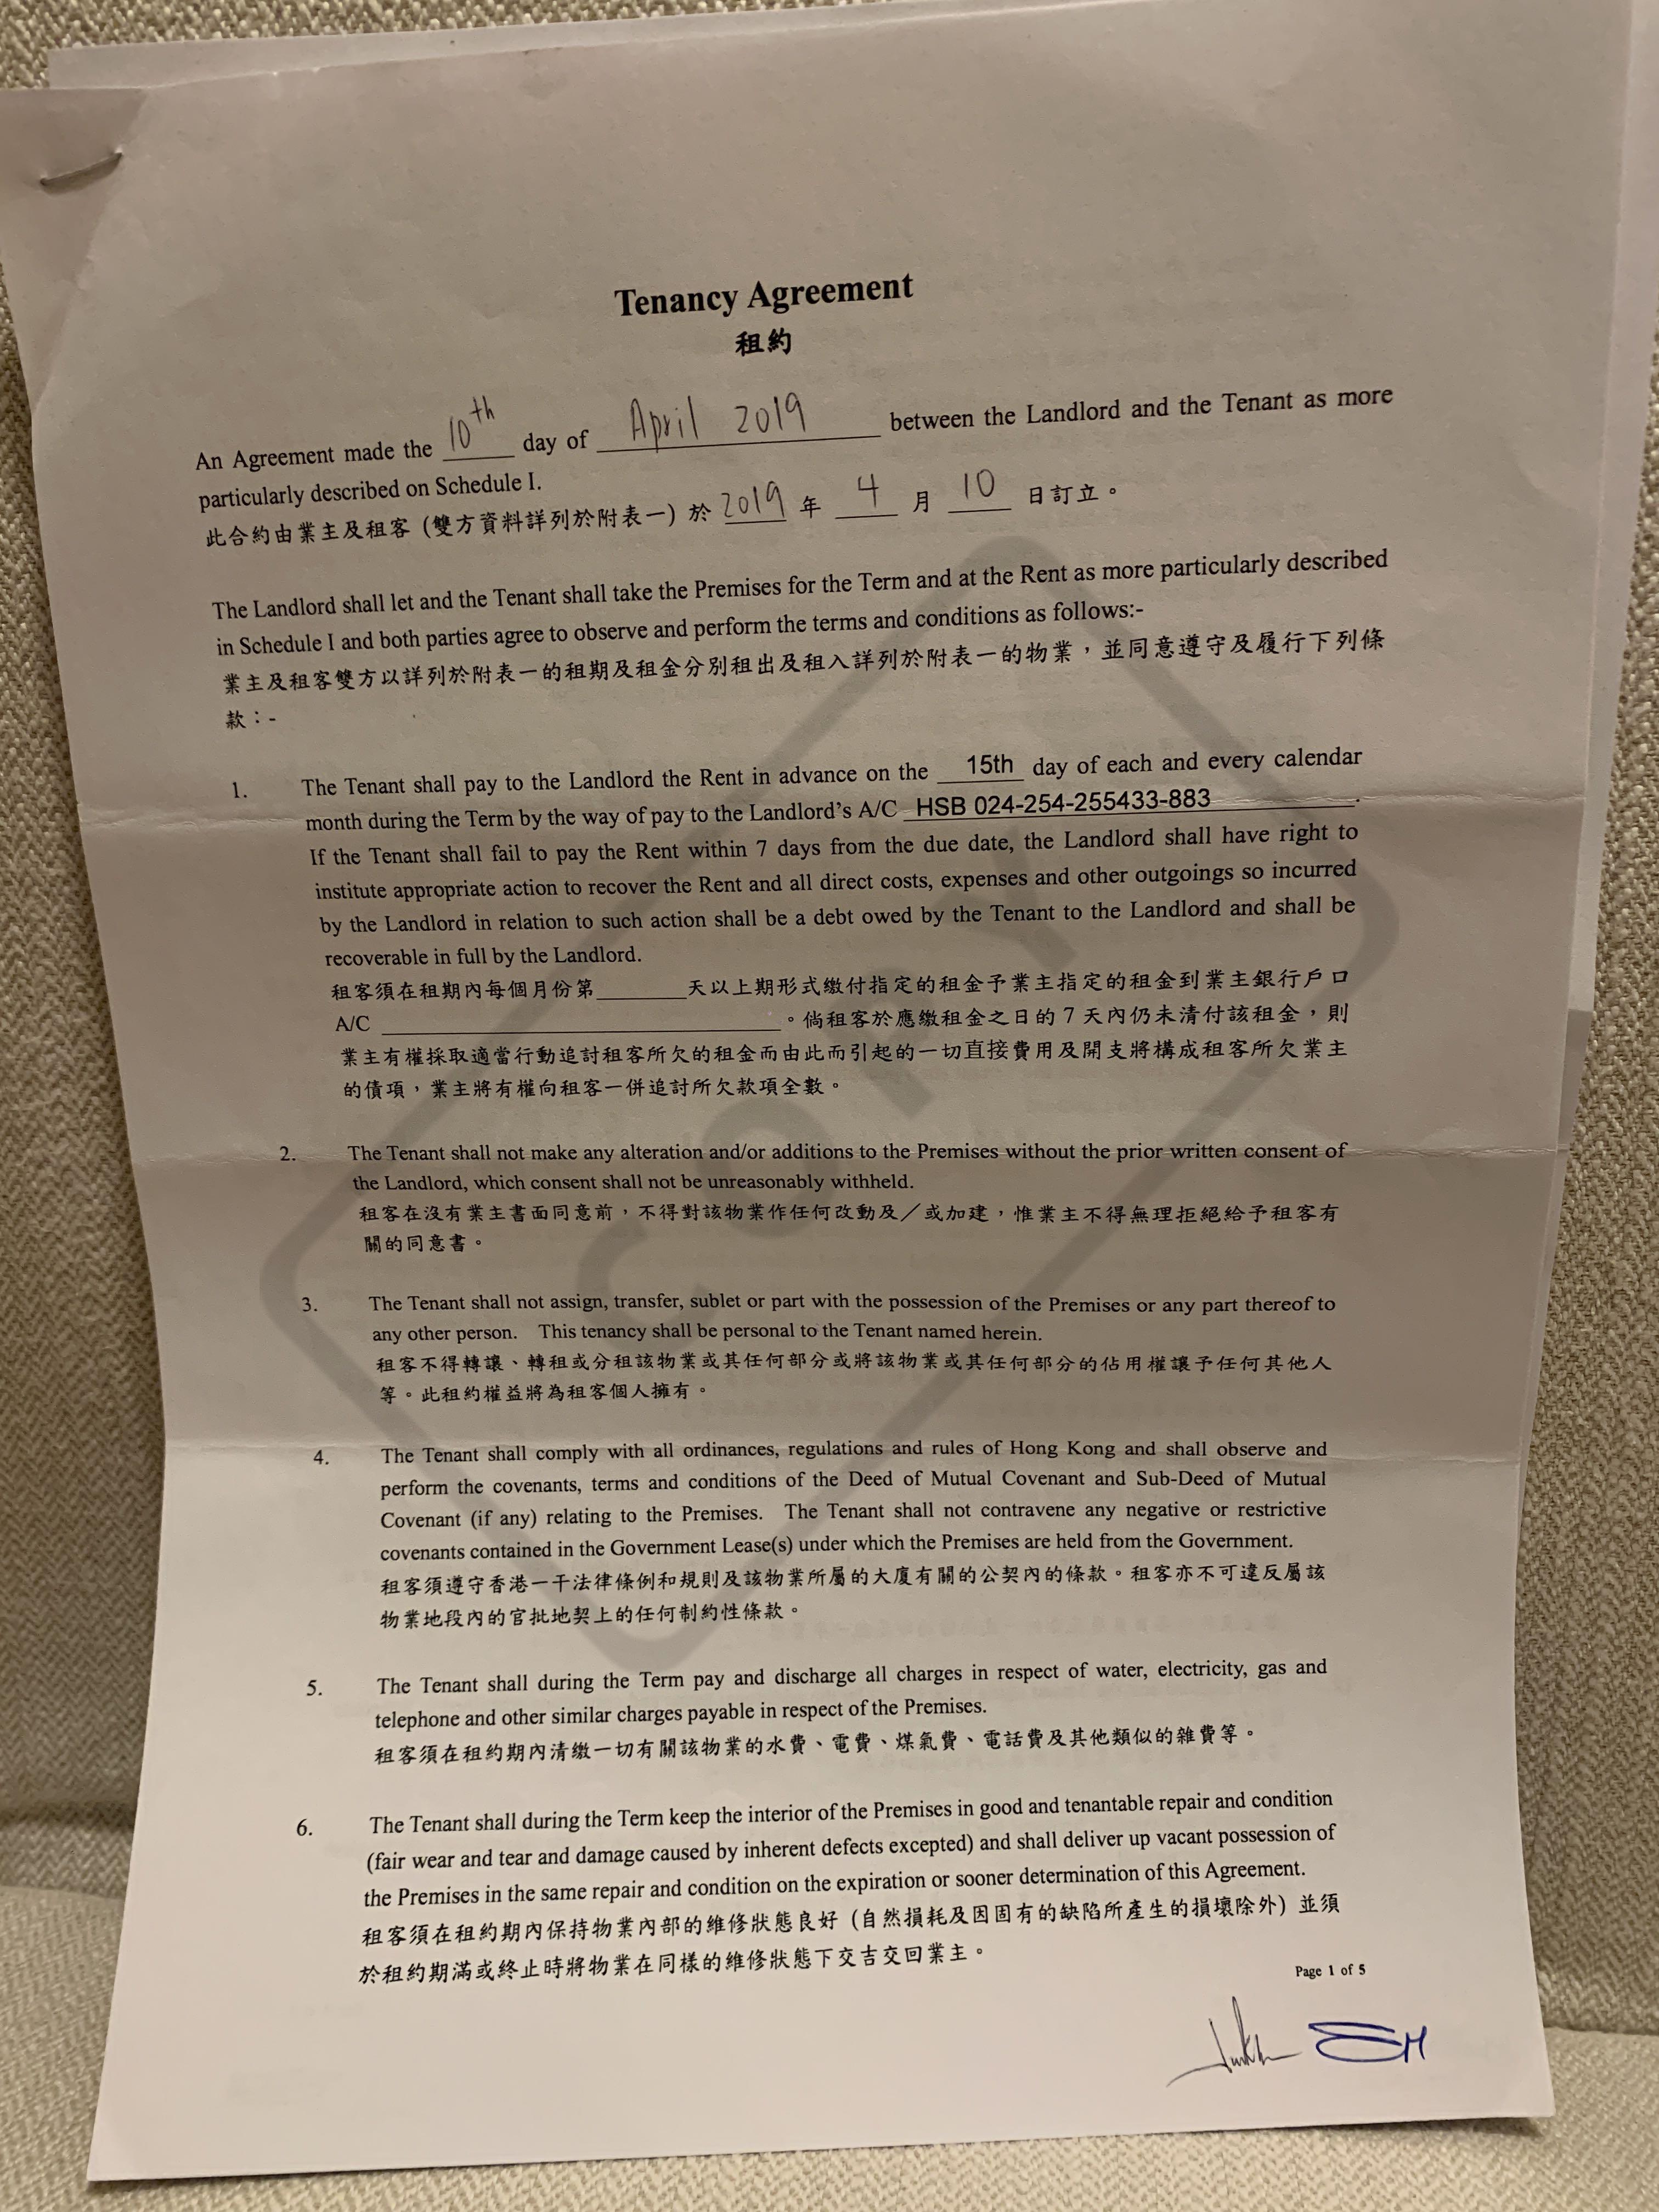 Tenancy Agreement
租約
An Agreement made the 10th day of April 2019 between the Landlord and the Tenant as more
particularly described on Schedule I.
此合約由業主及租客 (雙方資料詳列於附表一) 於 2019 年 4 月 10 日訂立。
The Landlord shall let and the Tenant shall take the Premises for the Term and at the Rent as more particularly described
in Schedule I and both parties agree to observe and perform the terms and conditions as follows:-
業主及租客雙方以詳列於附表一的租期及租金分別租出及租入詳列於附表一的物業，並同意遵守及履行下列條
款：-
1. The Tenant shall pay to the Landlord the Rent in advance on the 15th day of each and every calendar
month during the Term by the way of pay to the Landlord's A/C HSB 024-254-255433-883.
If the Tenant shall fail to pay the Rent within 7 days from the due date, the Landlord shall have right to
institute appropriate action to recover the Rent and all direct costs, expenses and other outgoings so incurred
by the Landlord in relation to such action shall be a debt owed by the Tenant to the Landlord and shall be
recoverable in full by the Landlord.
租客須在租期內每個月份第________天以上期形式繳付指定的租金予業主指定的租金到業主銀行戶口
A/C ____________________。倘租客於應繳租金之日的 7 天內仍未清付該租金，則
業主有權採取適當行動追討租客所欠的租金而由此而引起的一切直接費用及開支將構成租客所欠業主
的債項，業主將有權向租客一併追討所欠款項全數。
2. The Tenant shall not make any alteration and/or additions to the Premises without the prior written consent of
the Landlord, which consent shall not be unreasonably withheld.
租客在沒有業主書面同意前，不得對該物業作任何改動及／或加建，惟業主不得無理拒絕給予租客有
關的同意書。
3. The Tenant shall not assign, transfer, sublet or part with the possession of the Premises or any part thereof to
any other person. This tenancy shall be personal to the Tenant named herein.
租客不得轉讓、轉租或分租該物業或其任何部分或將該物業或其任何部分的佔用權讓予任何其他人
等。此租約權益將為租客個人擁有。
4. The Tenant shall comply with all ordinances, regulations and rules of Hong Kong and shall observe and
perform the covenants, terms and conditions of the Deed of Mutual Covenant and Sub-Deed of Mutual
Covenant (if any) relating to the Premises. The Tenant shall not contravene any negative or restrictive
covenants contained in the Government Lease(s) under which the Premises are held from the Government.
租客須遵守香港一干法律條例和規則及該物業所屬的大廈有關的公契內的條款。租客亦不可違反屬該
物業地段內的官批地契上的任何制約性條款。
5. The Tenant shall during the Term pay and discharge all charges in respect of water, electricity, gas and
telephone and other similar charges payable in respect of the Premises.
租客須在租約期內清繳一切有關該物業的水費、電費、煤氣費、電話費及其他類似的雜費等。
6. The Tenant shall during the Term keep the interior of the Premises in good and tenantable repair and condition
(fair wear and tear and damage caused by inherent defects excepted) and shall deliver up vacant possession of
the Premises in the same repair and condition on the expiration or sooner determination of this Agreement.
租客須在租約期內保持物業內部的維修狀態良好 (自然損耗及因固有的缺陷所產生的損壞除外) 並須
於租約期滿或終止時將物業在同樣的維修狀態下交吉交回業主。
Page 1 of 5
COPY